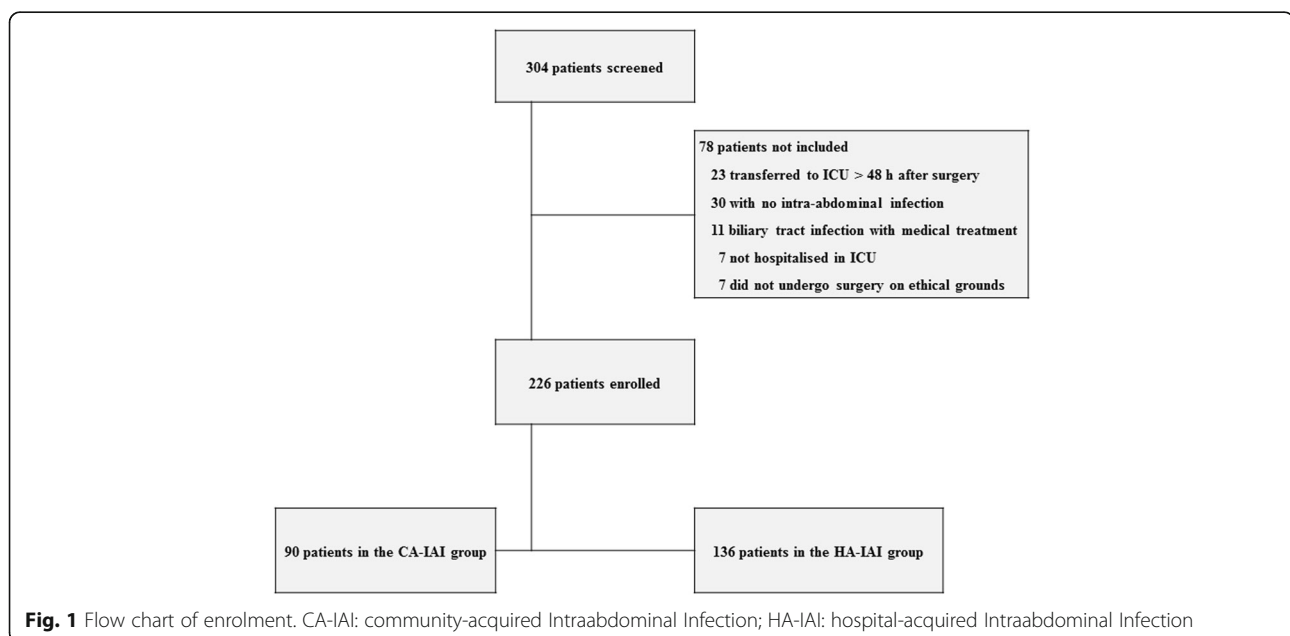 304 patients screened
78 patients not included
23 transferred to ICU > 48 h after surgery
30 with no intra-abdominal infection
11 biliary tract infection with medical treatment
7 not hospitalised in ICU
7 did not undergo surgery on ethical grounds
226 patients enrolled
90 patients in the CA-IAI group
136 patients in the HA-IAI group
Fig. 1 Flow chart of enrolment. CA-IAI: community-acquired Intraabdominal Infection; HA-IAI: hospital-acquired Intraabdominal Infection